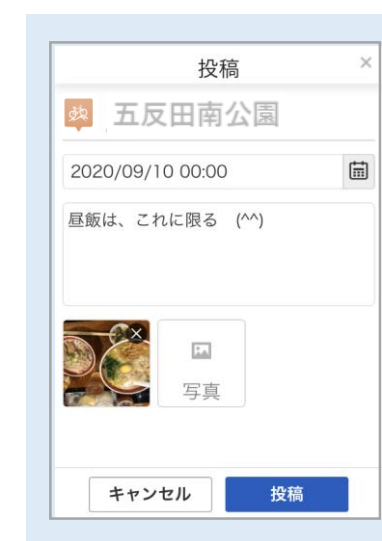 投稿
五反田南公園
2020/09/10 00:00
昼飯は、これに限る　(^^)
写真
キャンセル
投稿